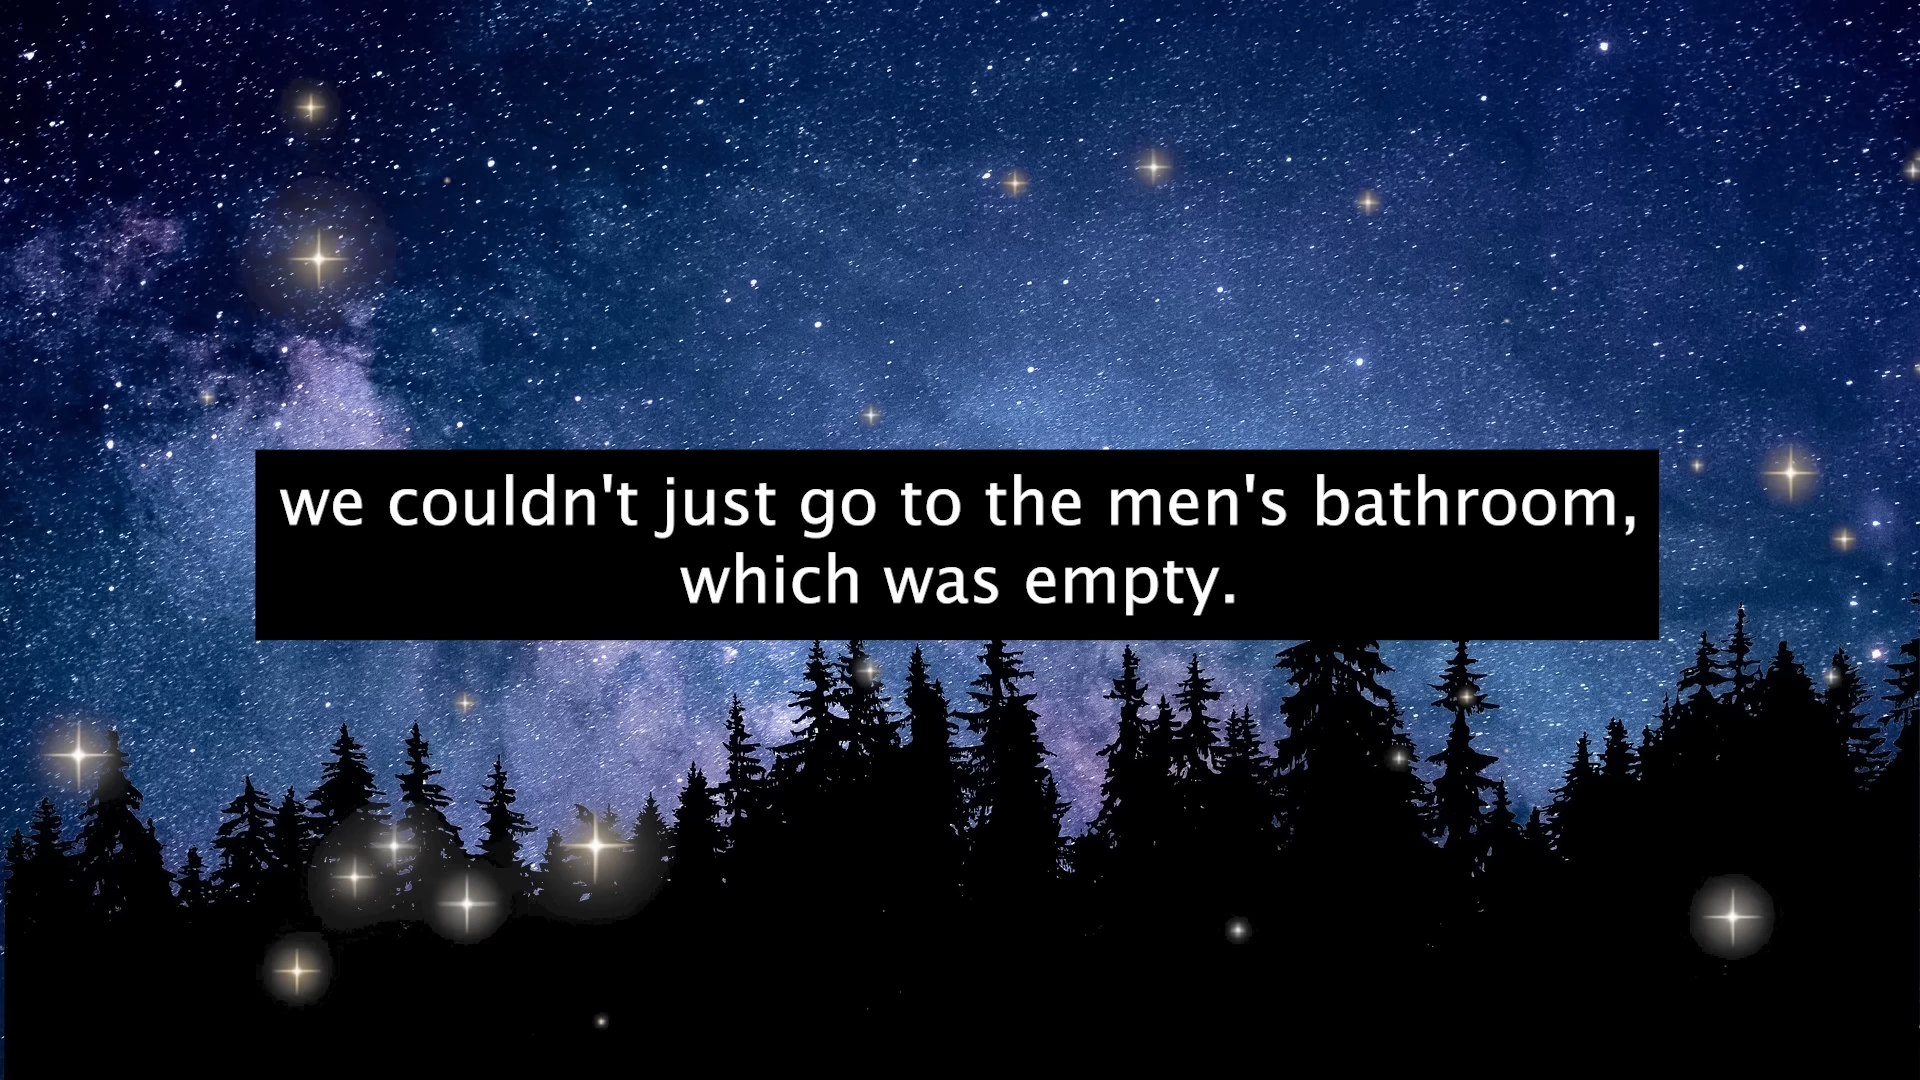 we couldn't just go to the men's bathroom,
which was empty.